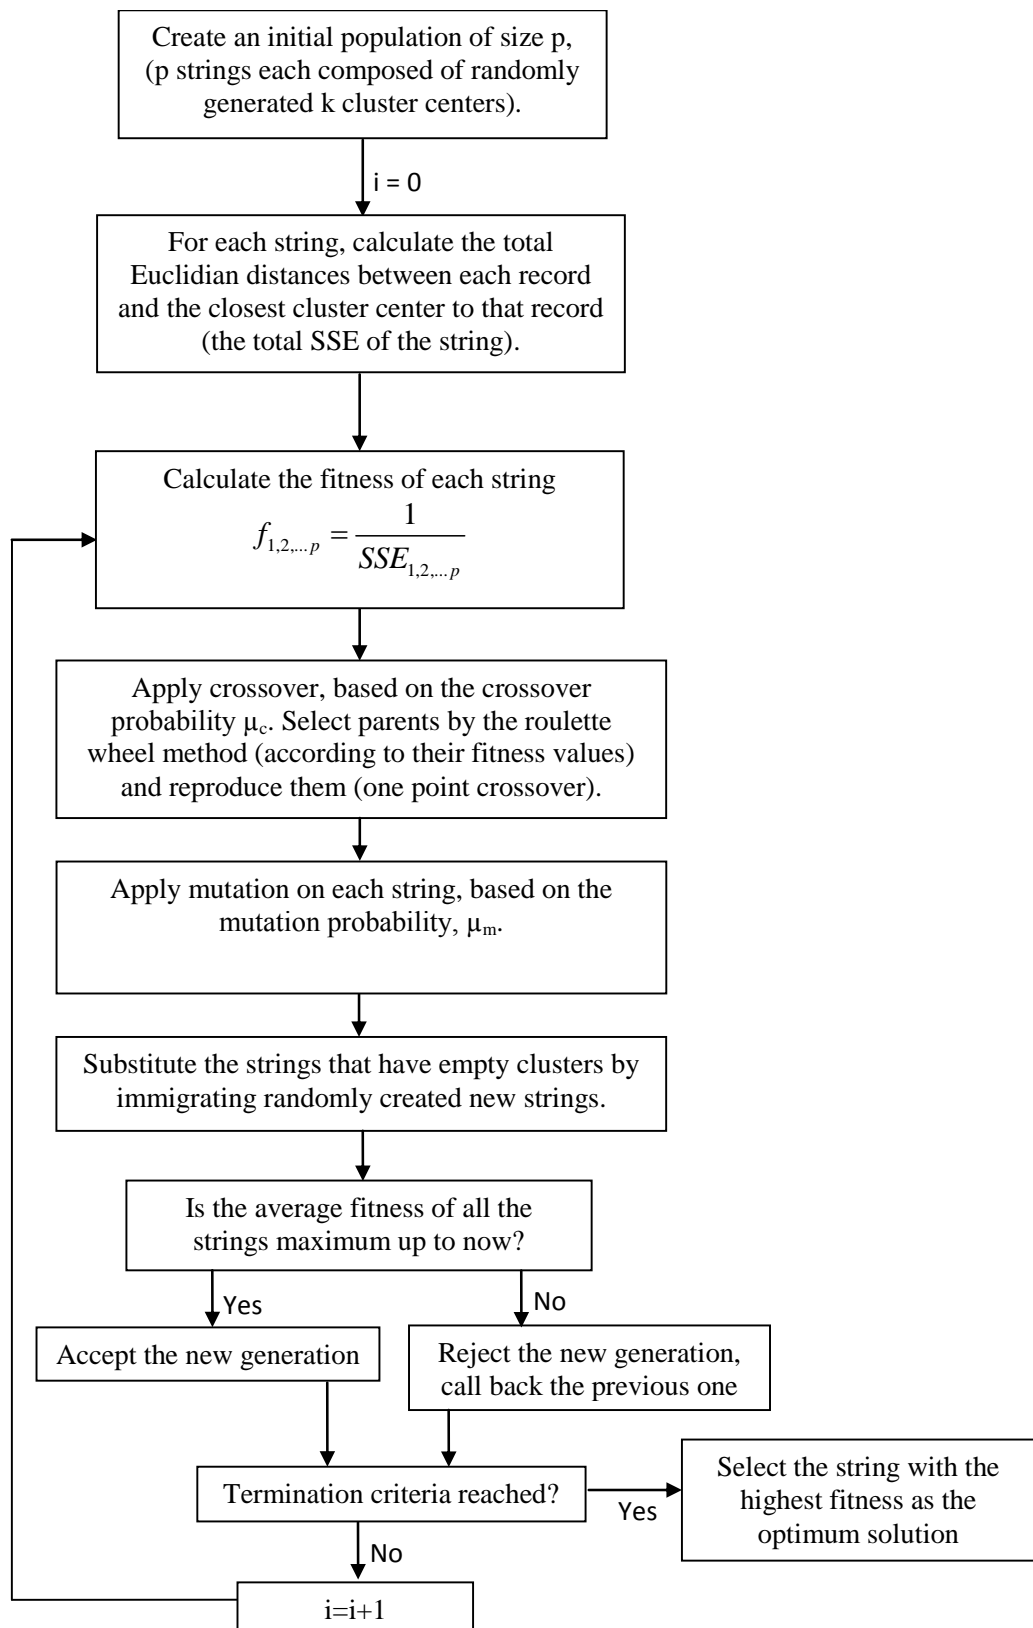 Create an initial population of size p,
(p strings each composed of randomly
generated k cluster centers).
i = 0
For each string, calculate the total
Euclidian distances between each record
and the closest cluster center to that record
(the total SSE of the string).
Calculate the fitness of each string
f1,2,...p = 1 / SSE1,2,...p
Apply crossover, based on the crossover
probability μc. Select parents by the roulette
wheel method (according to their fitness values)
and reproduce them (one point crossover).
Apply mutation on each string, based on the
mutation probability, μm.
Substitute the strings that have empty clusters by
immigrating randomly created new strings.
Is the average fitness of all the
strings maximum up to now?
Yes
No
Accept the new generation
Reject the new generation,
call back the previous one
Termination criteria reached?
Yes
Select the string with the
highest fitness as the
optimum solution
No
i=i+1